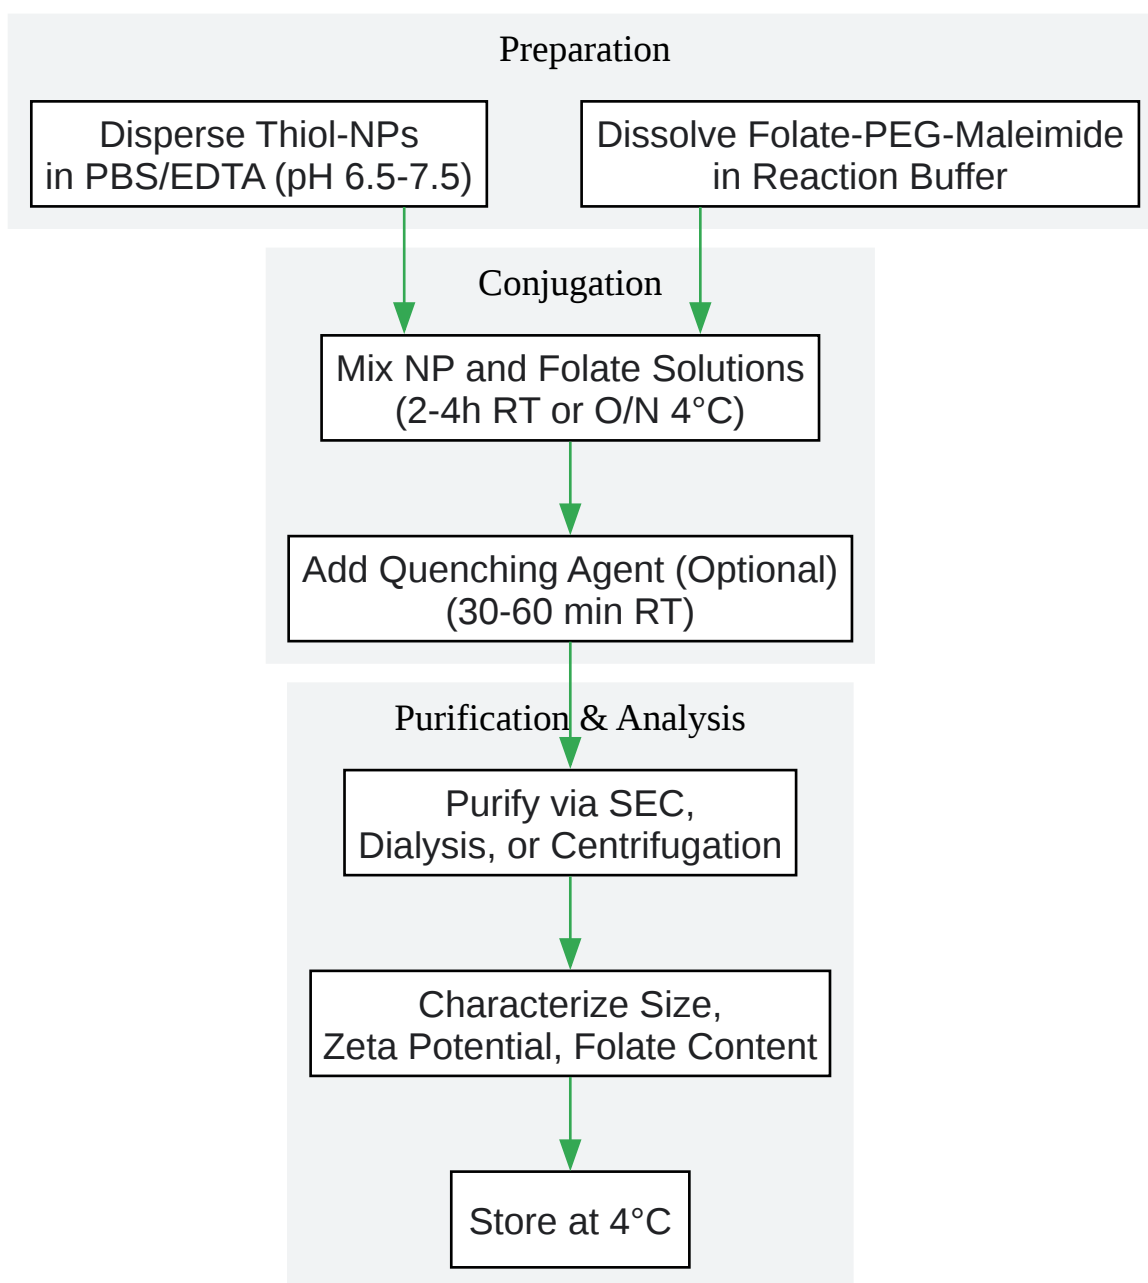 Preparation
Disperse Thiol-NPs
in PBS/EDTA (pH 6.5-7.5)
Dissolve Folate-PEG-Maleimide
in Reaction Buffer
Conjugation
Mix NP and Folate Solutions
(2-4h RT or O/N 4°C)
Add Quenching Agent (Optional)
(30-60 min RT)
Purification & Analysis
Purify via SEC,
Dialysis, or Centrifugation
Characterize Size,
Zeta Potential, Folate Content
Store at 4°C